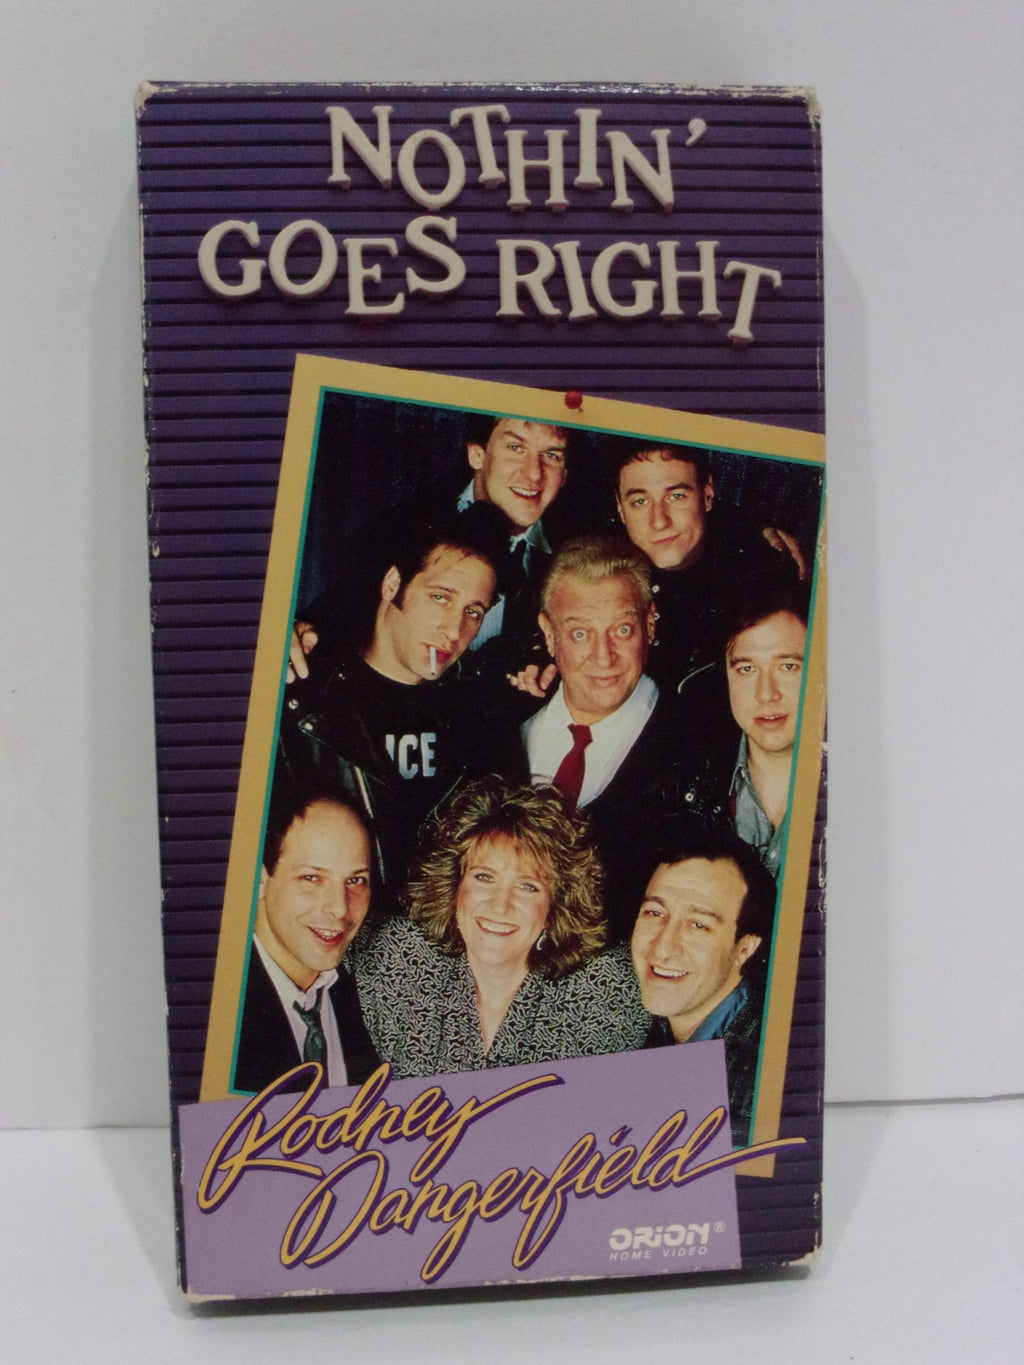 NOTHIN'
GOES RIGHT
ICE
Rodney
Dangerfield
ORION®
HOME VIDEO